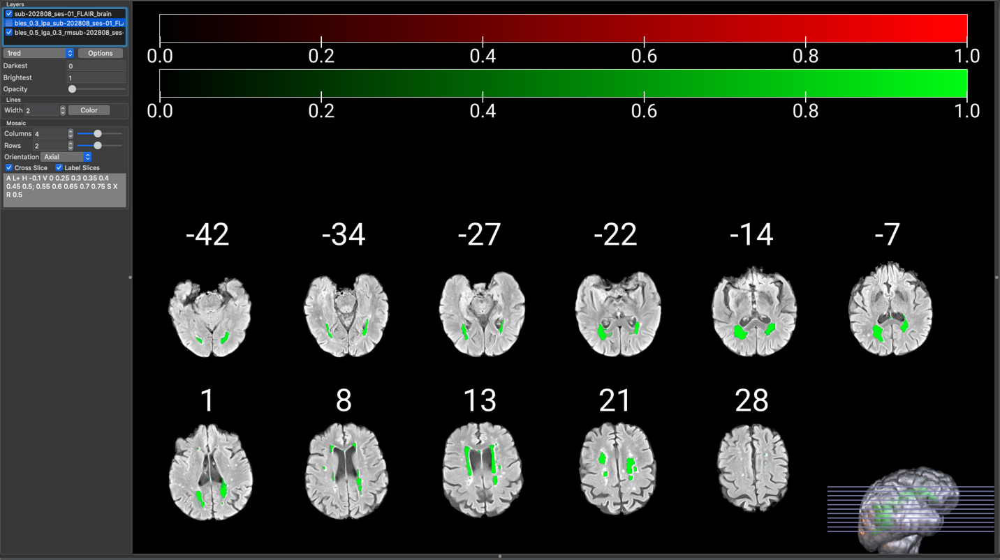 Layers
sub-202808_ses-01_FLAIR_brain
bles_0.3_lpa_sub-202808_ses-01_FL
bles_0.5_lga_0.3_rmsub-202808_ses-
1red Options
Darkest 0
Brightest 1
Opacity
Lines
Width 2 Color
Mosaic
Columns 4
Rows 2
Orientation Axial
Cross Slice Label Slices
A L+ H -0.1 V 0 0.25 0.3 0.35 0.4
0.45 0.5; 0.55 0.6 0.65 0.7 0.75 S X
R 0.5
0.0 0.2 0.4 0.6 0.8 1.0
0.0 0.2 0.4 0.6 0.8 1.0
-42 -34 -27 -22 -14 -7
1 8 13 21 28